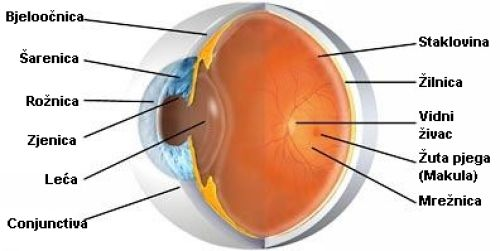 Bjeloočnica
Šarenica
Rožnica
Zjenica
Leća
Conjunctiva
Staklovina
Žilnica
Vidni
živac
Žuta pjega
(Makula)
Mrežnica